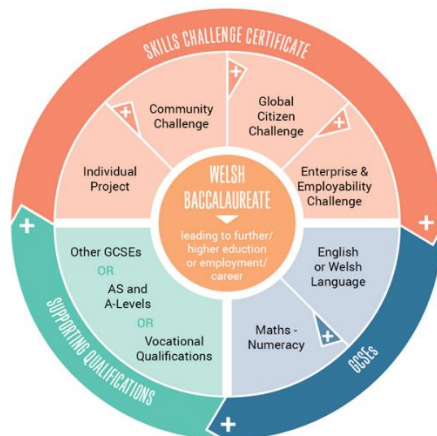 SKILLS CHALLENGE CERTIFICATE
Individual
Project
Community
Challenge
Global
Citizen
Challenge
Enterprise &
Employability
Challenge
WELSH
BACCALAUREATE
leading to further/
higher eduction
or employment/
career
Other GCSEs
OR
AS and
A-Levels
OR
Vocational
Qualifications
English
or Welsh
Language
Maths -
Numeracy
SUPPORTING QUALIFICATIONS
GCSEs
+
+
+
+
+
+
+